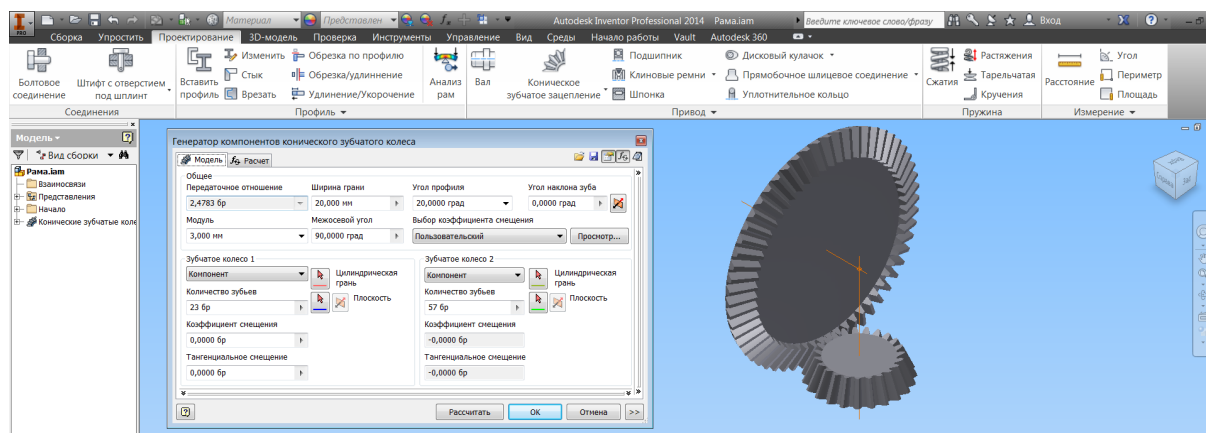 Материал
Представлен
Autodesk Inventor Professional 2014 Рама.iam
Введите ключевое слово/фразу
Вход
PRO
Сборка Упростить Проектирование 3D-модель Проверка Инструменты Управление Вид Среды Начало работы Vault Autodesk 360
Болтовое соединение
Штифт с отверстием под шплинт
Соединения
Вставить профиль
Изменить
Стык
Врезать
Обрезка по профилю
Обрезка/удлиннение
Удлинение/Укорочение
Анализ рам
Профиль
Вал
Коническое зубчатое зацепление
Подшипник
Клиновые ремни
Шпонка
Дисковый кулачок
Прямобочное шлицевое соединение
Уплотнительное кольцо
Привод
Сжатия
Растяжения
Тарельчатая
Кручения
Пружина
Расстояние
Угол
Периметр
Площадь
Измерение
Модель
Вид сборки
Рама.iam
Взаимосвязи
Представления
Начало
Конические зубчатые коле
Генератор компонентов конического зубчатого колеса
Модель
Расчет
Общее
Передаточное отношение Ширина грани Угол профиля Угол наклона зуба
2,4783 бр 20,000 мм 20,0000 град 0,0000 град
Модуль Межосевой угол Выбор коэффициента смещения
3,000 мм 90,0000 град Пользовательский Просмотр...
Зубчатое колесо 1
Компонент
Цилиндрическая грань
Количество зубьев
Плоскость
23 бр
Коэффициент смещения
0,0000 бр
Тангенциальное смещение
0,0000 бр
Зубчатое колесо 2
Компонент
Цилиндрическая грань
Количество зубьев
Плоскость
57 бр
Коэффициент смещения
-0,0000 бр
Тангенциальное смещение
-0,0000 бр
Рассчитать OK Отмена >>